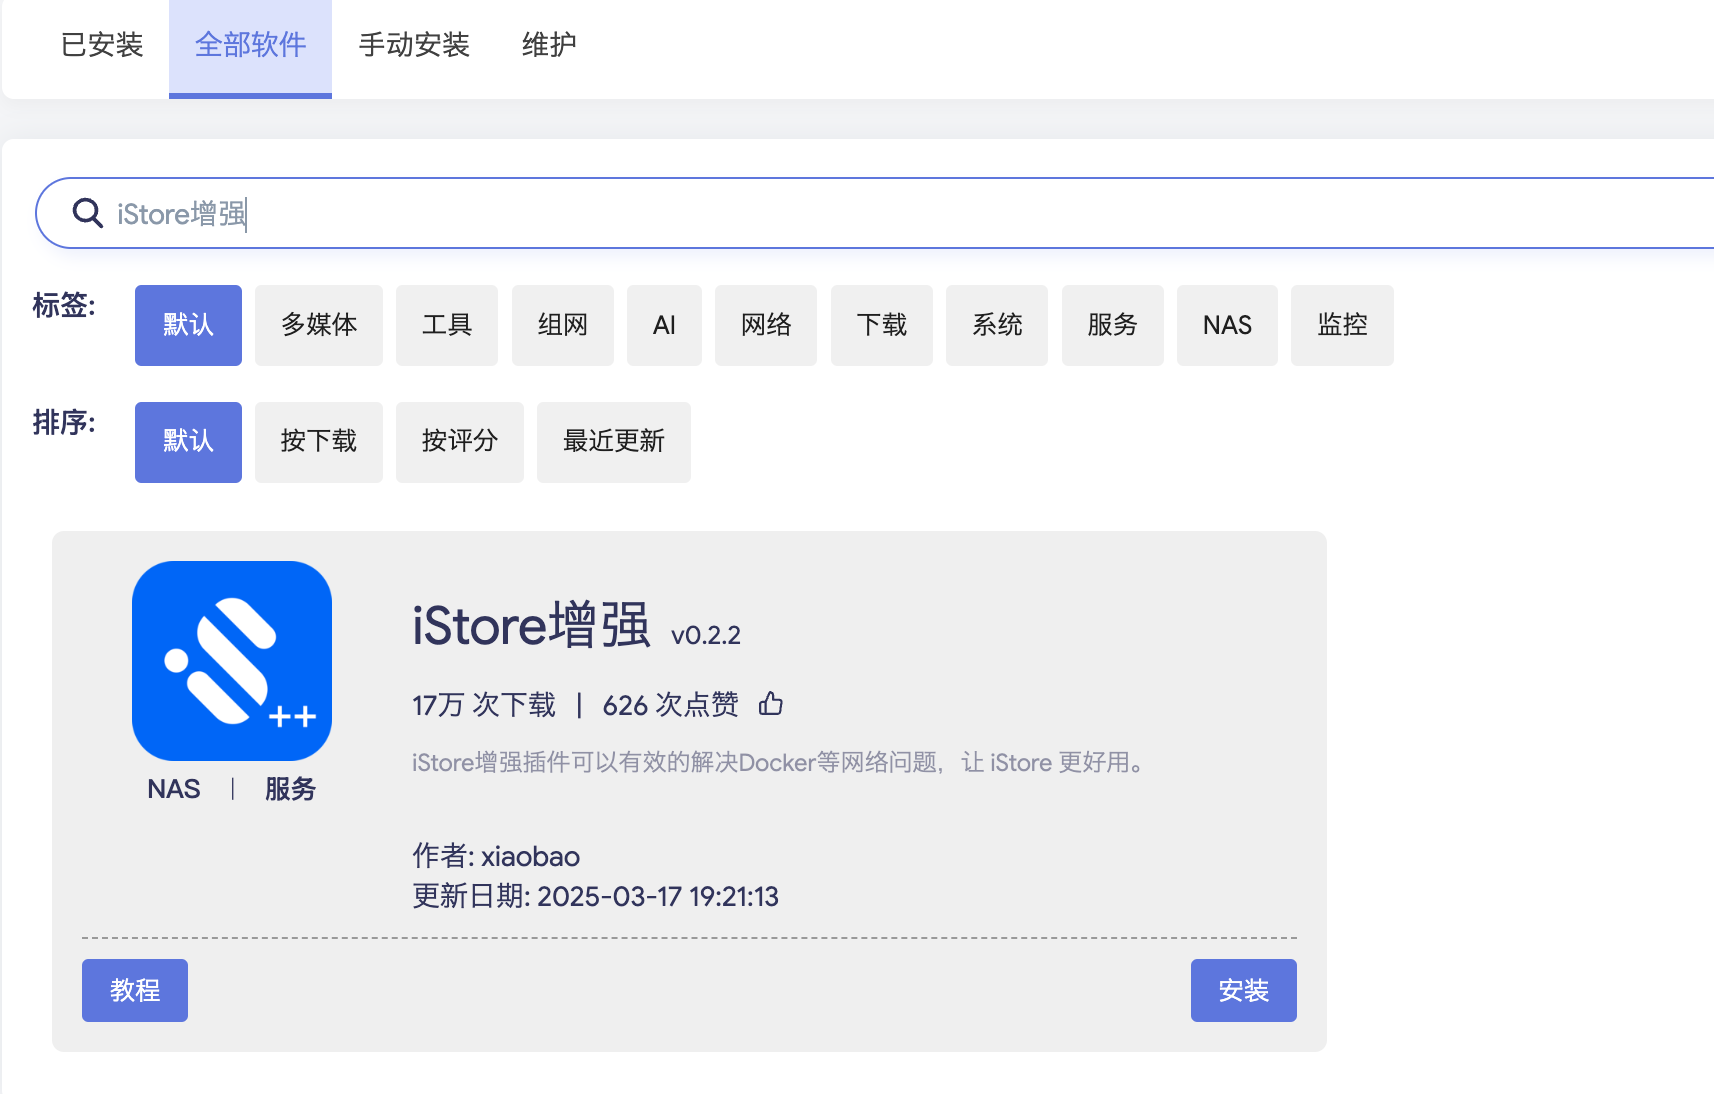 已安装 全部软件 手动安装 维护
iStore增强
标签: 默认 多媒体 工具 组网 AI 网络 下载 系统 服务 NAS 监控
排序: 默认 按下载 按评分 最近更新
++
NAS | 服务
iStore增强 v0.2.2
17万 次下载 | 626 次点赞
iStore增强插件可以有效的解决Docker等网络问题，让 iStore 更好用。
作者: xiaobao
更新日期: 2025-03-17 19:21:13
教程 安装